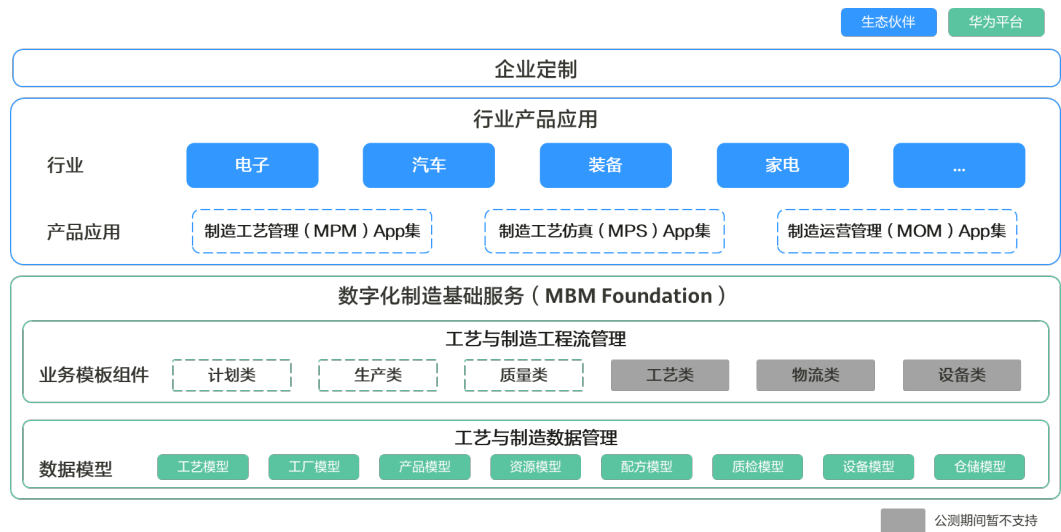 生态伙伴 华为平台
企业定制
行业产品应用
行业 电子 汽车 装备 家电 ...
产品应用 制造工艺管理（MPM）App集 制造工艺仿真（MPS）App集 制造运营管理（MOM）App集
数字化制造基础服务（MBM Foundation）
工艺与制造工程流管理
业务模板组件 计划类 生产类 质量类 工艺类 物流类 设备类
工艺与制造数据管理
数据模型 工艺模型 工厂模型 产品模型 资源模型 配方模型 质检模型 设备模型 仓储模型
公测期间暂不支持